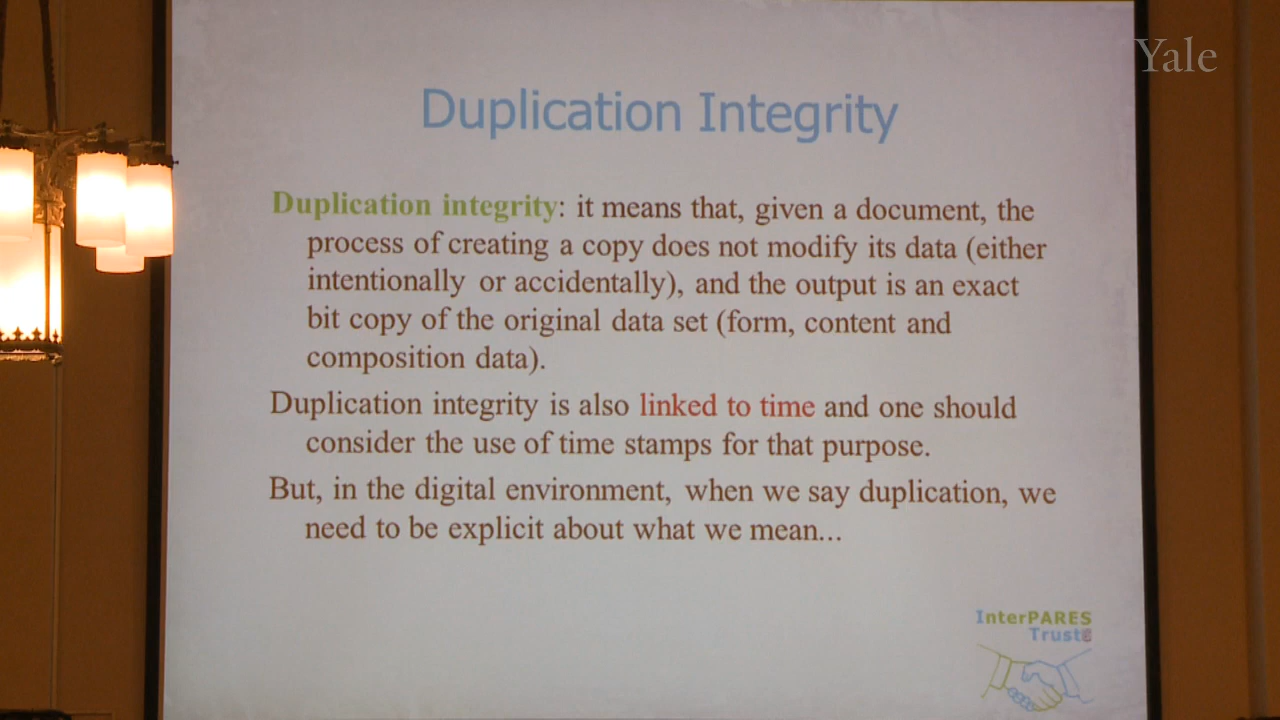 Yale
Duplication Integrity
Duplication integrity: it means that, given a document, the
process of creating a copy does not modify its data (either
intentionally or accidentally), and the output is an exact
bit copy of the original data set (form, content and
composition data).
Duplication integrity is also linked to time and one should
consider the use of time stamps for that purpose.
But, in the digital environment, when we say duplication, we
need to be explicit about what we mean...
InterPARES
Trust